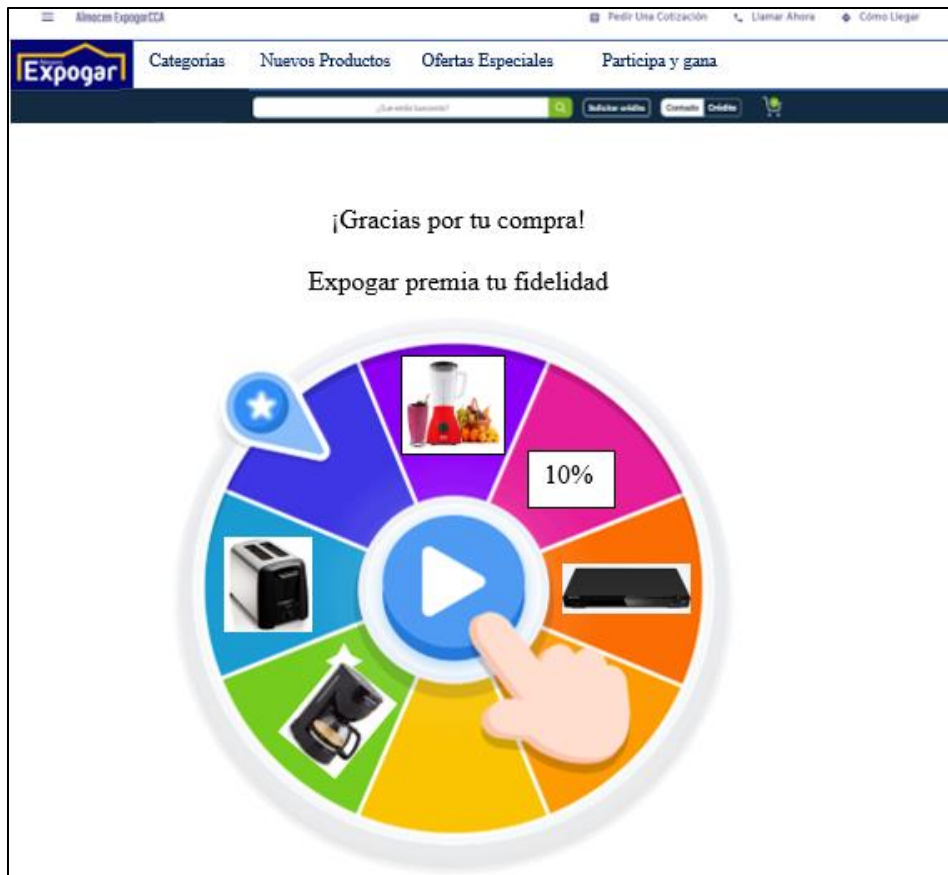 Almacen ExpogarCCA
Pedir Una Cotización
Llamar Ahora
Cómo Llegar
Expogar
Categorías
Nuevos Productos
Ofertas Especiales
Participa y gana
Solicitar crédito
Contado
Crédito
¡Gracias por tu compra!
Expogar premia tu fidelidad
10%